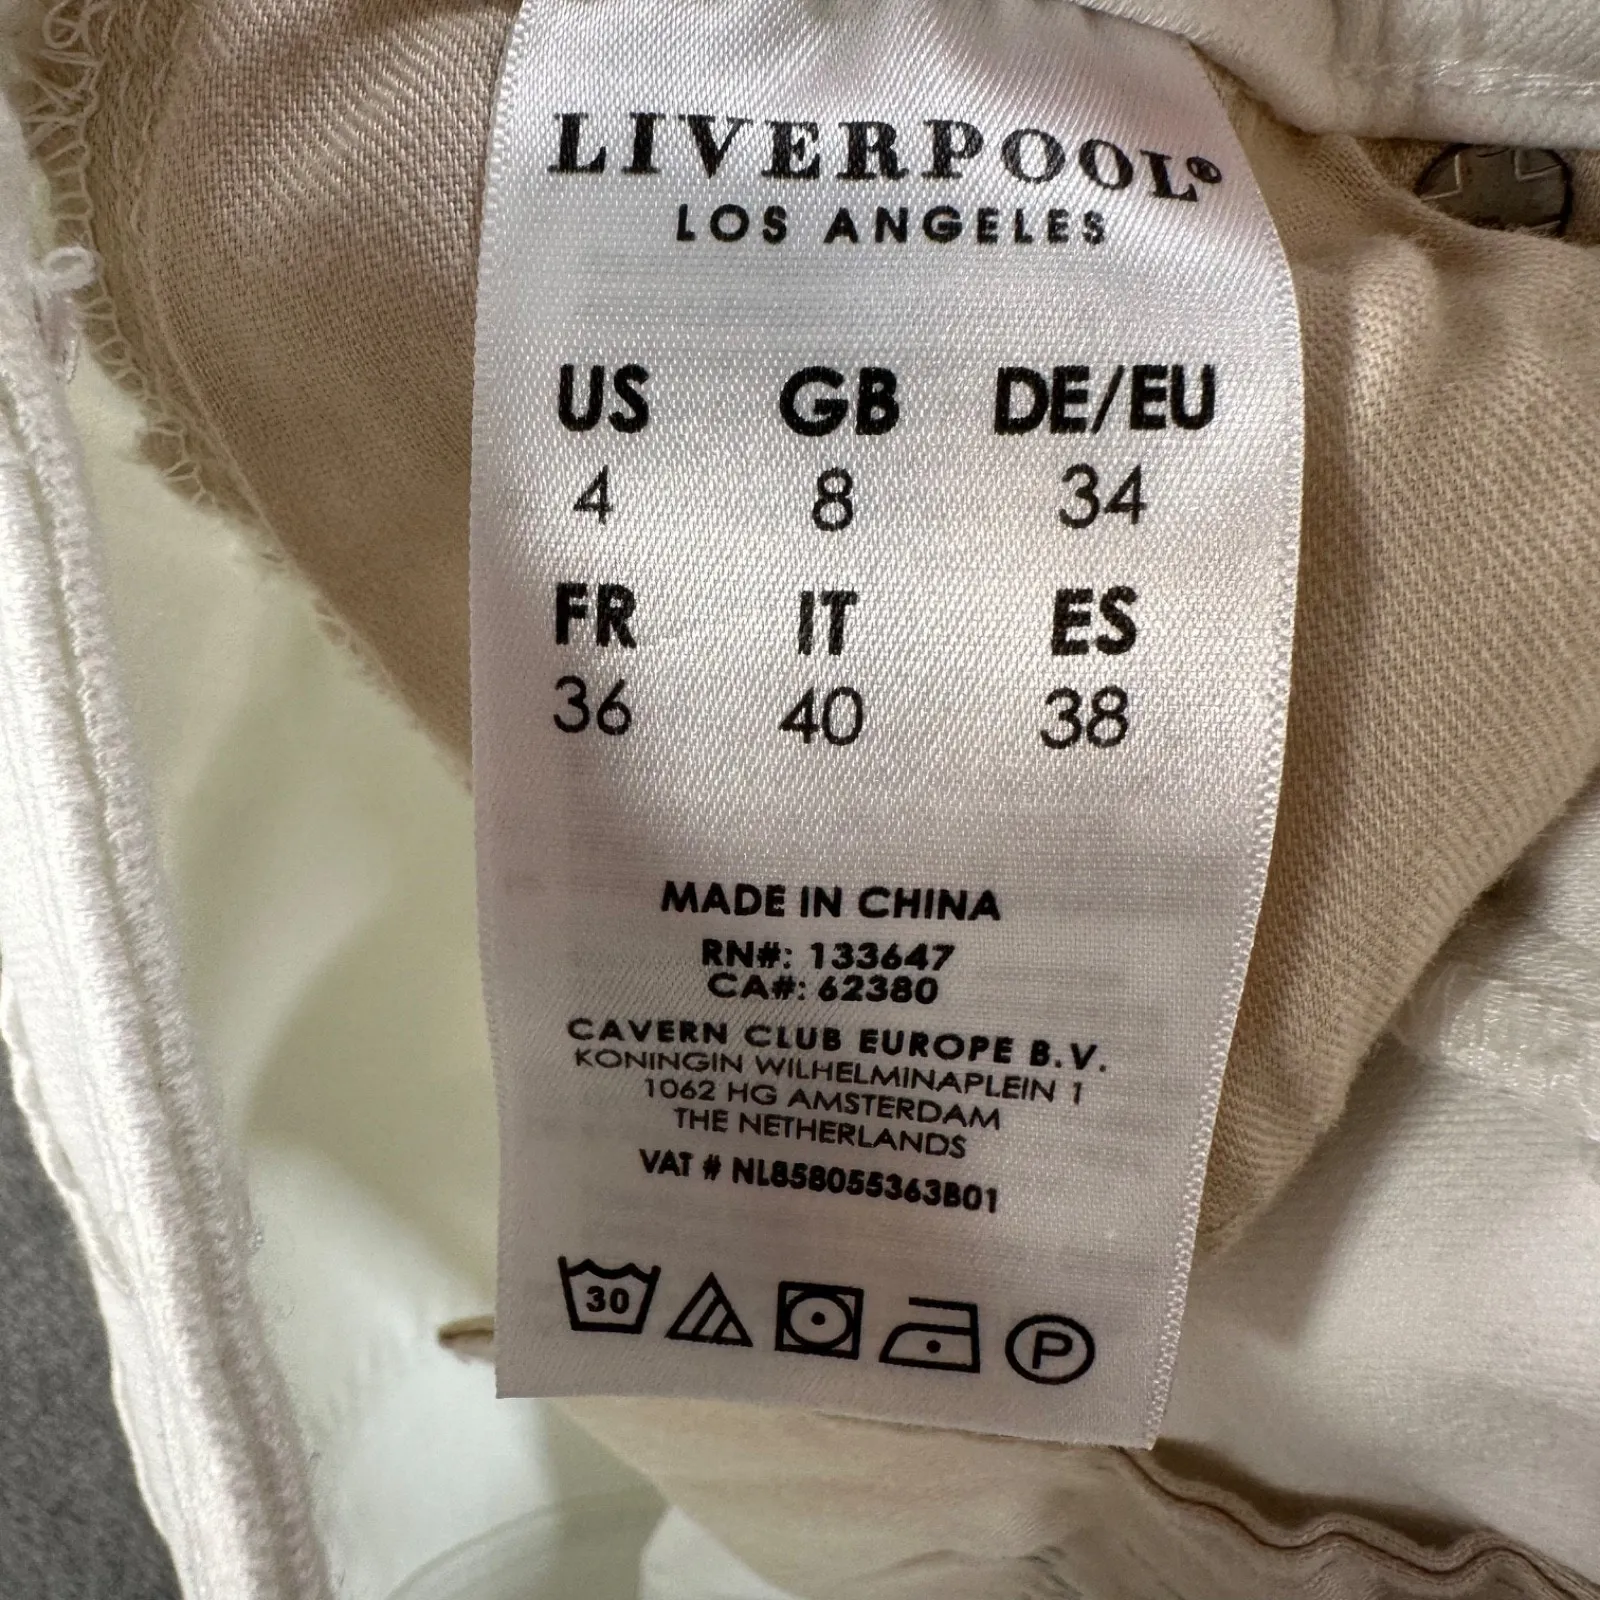 LIVERPOOL®
LOS ANGELES
US GB DE/EU
4 8 34
FR IT ES
36 40 38
MADE IN CHINA
RN#: 133647
CA#: 62380
CAVERN CLUB EUROPE B.V.
KONINGIN WILHELMINAPLEIN 1
1062 HG AMSTERDAM
THE NETHERLANDS
VAT # NL858055363B01
30 P